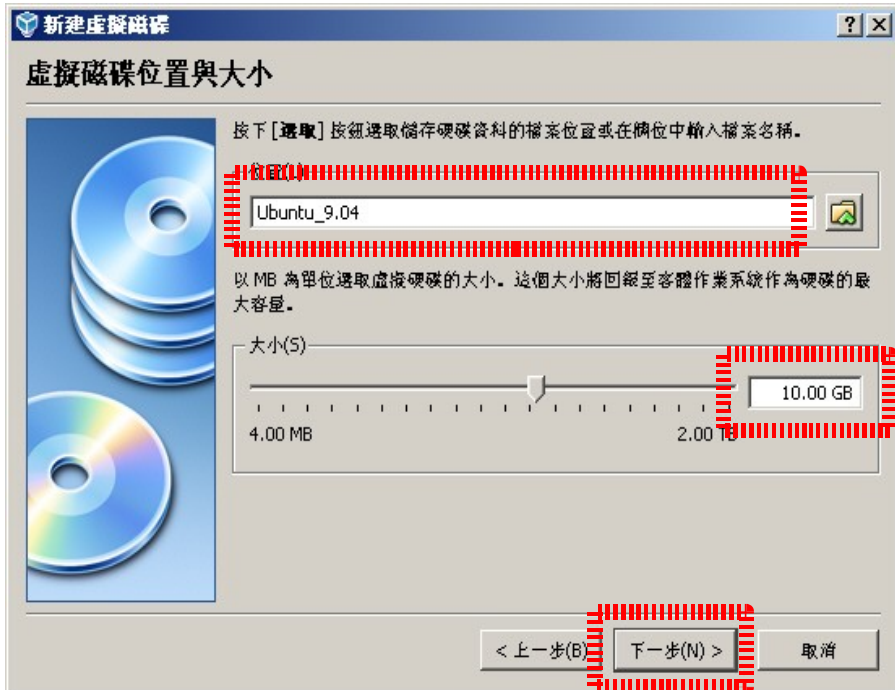 新建虛擬磁碟
虛擬磁碟位置與大小
按下 [選取] 按鈕選取儲存硬碟資料的檔案位置或在欄位中輸入檔案名稱。
位置(L)
Ubuntu_9.04
以 MB 為單位選取虛擬硬碟的大小。這個大小將回報至客體作業系統作為硬碟的最
大容量。
大小(S)
10.00 GB
4.00 MB
2.00 TB
< 上一步(B)
下一步(N) >
取消